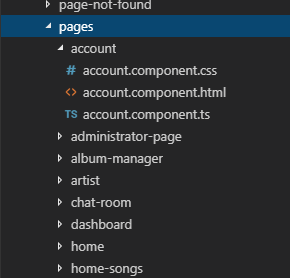 page-not-found
pages
account
# account.component.css
<> account.component.html
TS account.component.ts
administrator-page
album-manager
artist
chat-room
dashboard
home
home-songs